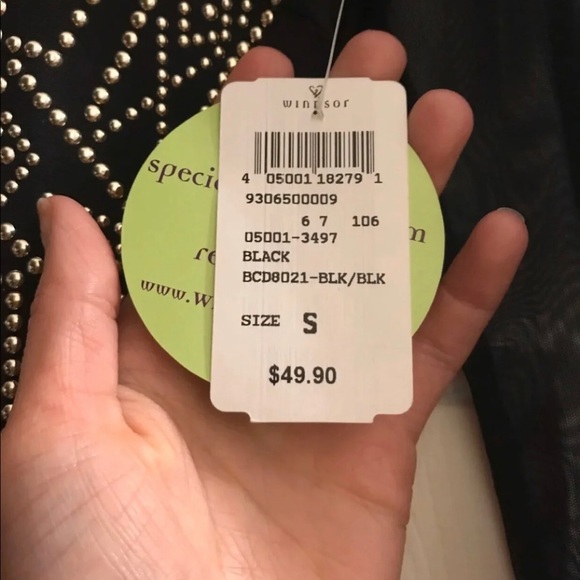 WINDSOR
4 05001 18279 1
9306500009
6 7 106
05001-3497
BLACK
BCD8021-BLK/BLK
SIZE S
$49.90